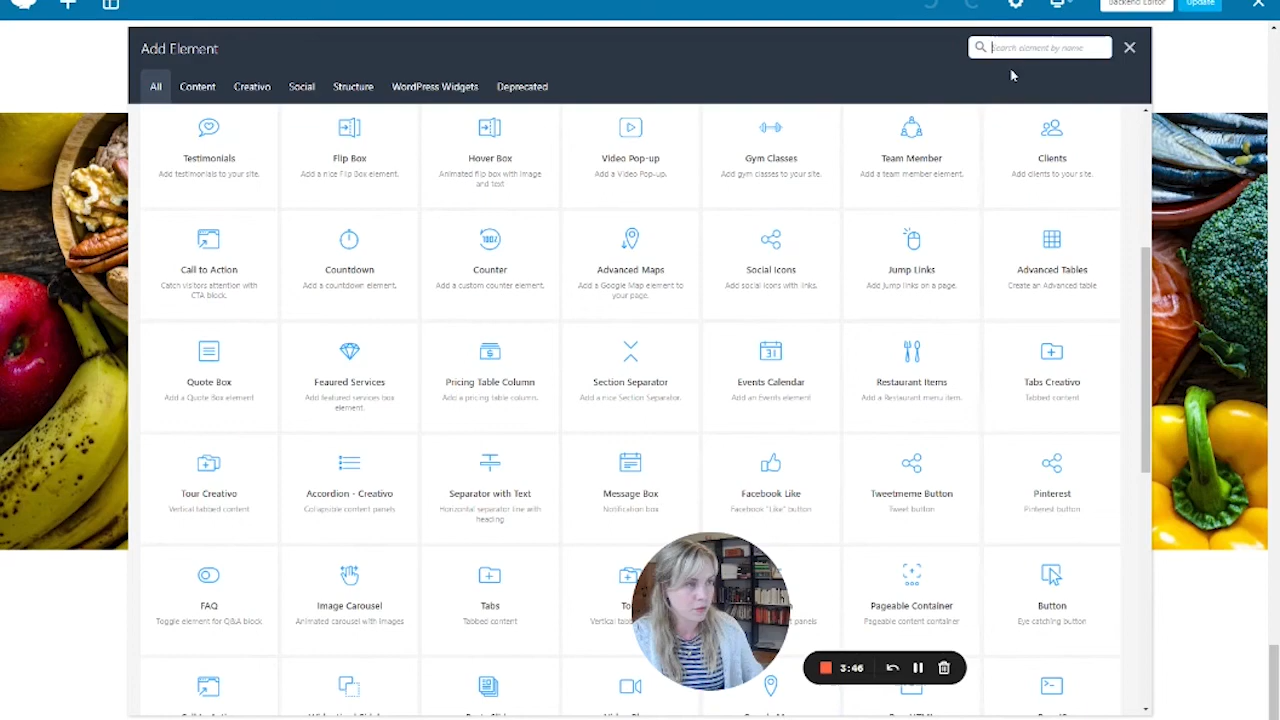 Backend Editor
Update
Add Element
Search element by name
All
Content
Creativo
Social
Structure
WordPress Widgets
Deprecated
Testimonials
Flip Box
Hover Box
Video Pop-up
Gym Classes
Team Member
Clients
Add testimonials to your site.
Add a nice Flip Box element.
Animated flip box with image
and text
Add a Video Pop-up.
Add gym classes to your site.
Add a team member element.
Add clients to your site.
100%
Call to Action
Countdown
Counter
Advanced Maps
Social Icons
Jump Links
Advanced Tables
Catch visitors attention with
CTA block.
Add a countdown element.
Add a custom counter element.
Add a Google Map element to
your page.
Add social icons with links.
Add Jump links on a page.
Create an Advanced table
31
Quote Box
Feaured Services
Pricing Table Column
Section Separator
Events Calendar
Restaurant Items
Tabs Creativo
Add a Quote Box element
Add featured services box
element.
Add a pricing table column.
Add a nice Section Separator.
Add an Events element
Add a Restaurant menu item.
Tabbed content
Tour Creativo
Accordion - Creativo
Separator with Text
Message Box
Facebook Like
Tweetmeme Button
Pinterest
Vertical tabbed content
Collapsible content panels
Horizontal separator line with
heading
Notification box
Facebook "Like" button
Tweet button
Pinterest button
FAQ
Image Carousel
Tabs
Pageable Container
Button
Toggle element for Q&A block
Animated carousel with images
Tabbed content
Vertical
panels
Pageable content container
Eye catching button
3:46